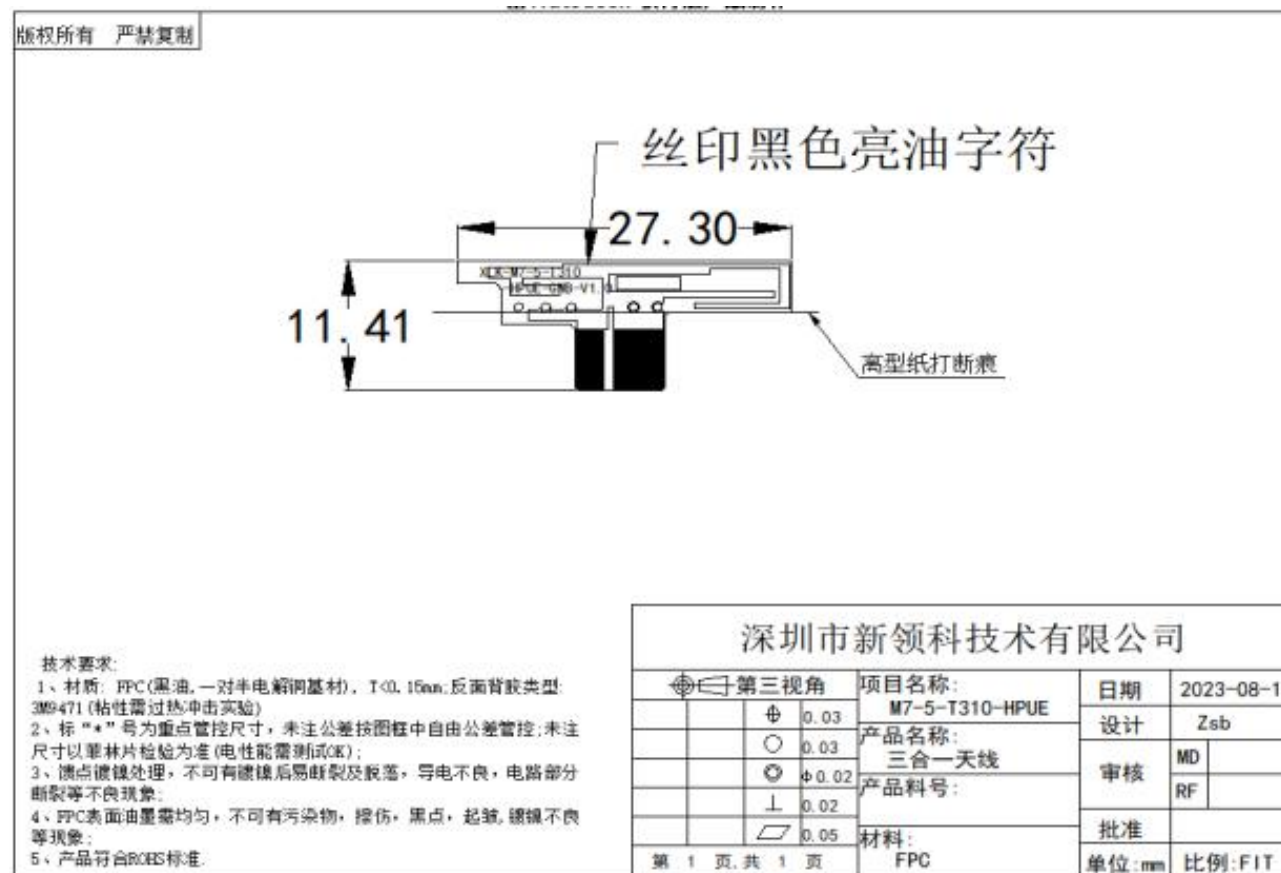 版权所有 严禁复制
丝印黑色亮油字符
27.30
XLK-M7-5-T310
HPUE-GNB-V1.0
11.41
离型纸打断痕
技术要求:
1、材质: FPC(黑油,一对半电解铜基材), T<0.15mm;反面背胶类型:
3M9471(粘性需过热冲击实验)
2、标“*”号为重点管控尺寸，未注公差按图框中自由公差管控;未注
尺寸以菲林片检验为准(电性能需测试OK);
3、馈点镀镍处理，不可有镀镍后易断裂及脱落，导电不良，电路部分
断裂等不良现象;
4、FPC表面油墨需均匀，不可有污染物，擦伤，黑点，起皱,镀镍不良
等现象;
5、产品符合ROHS标准.
深圳市新领科技术有限公司
第三视角
0.03
0.03
Φ0.02
0.02
0.05
第 1 页,共 1 页
项目名称:
M7-5-T310-HPUE
产品名称:
三合一天线
产品料号:
材料:
FPC
日期 2023-08-1
设计 Zsb
审核 MD
RF
批准
单位:mm 比例:FIT